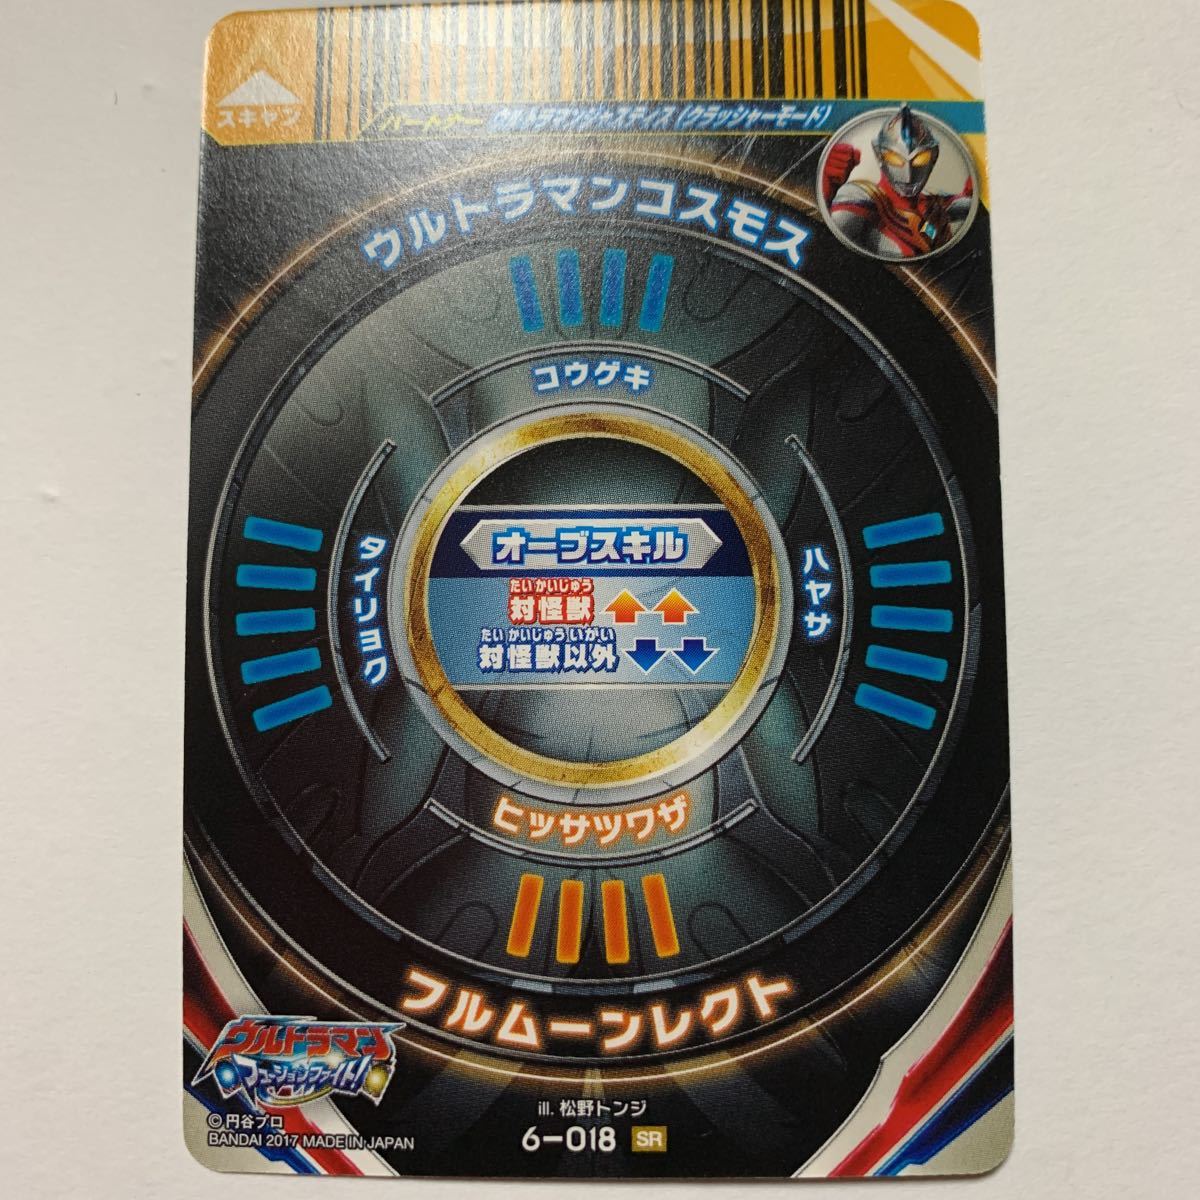 スキャン
パートナー ウルトラマンジャスティス(クラッシャーモード)
ウルトラマンコスモス
コウゲキ
タイリョク
ハヤサ
オーブスキル
たい かいじゅう
対怪獣
たい かいじゅう いがい
対怪獣以外
ヒッサツワザ
フルムーンレクト
ウルトラマン
フュージョンファイト!
ill. 松野トンジ
© 円谷プロ
BANDAI 2017 MADE IN JAPAN
6-018 SR